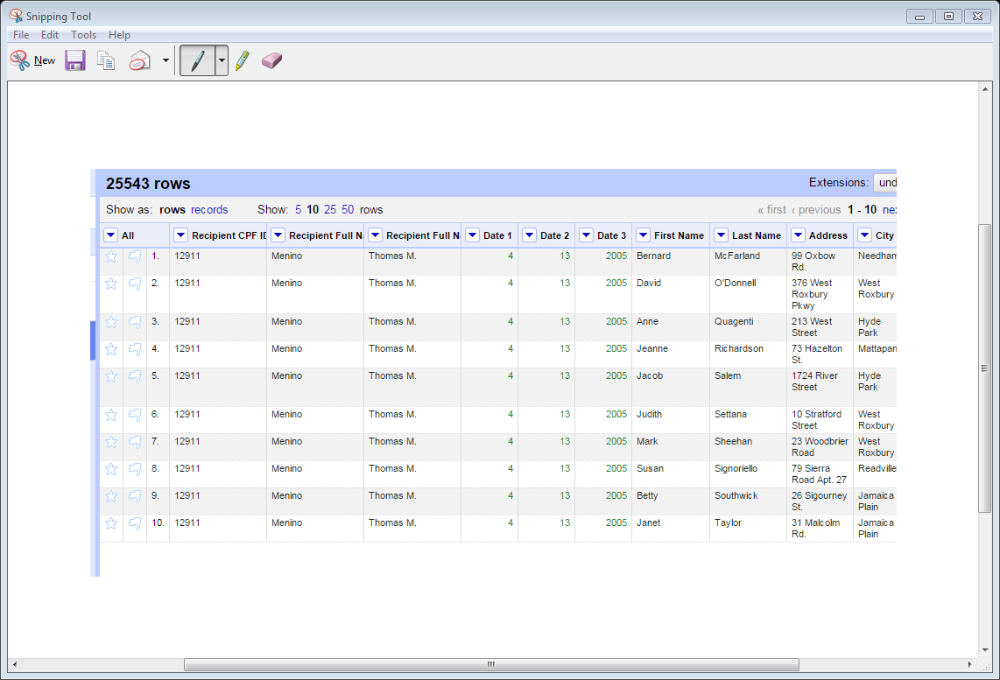 Snipping Tool
File Edit Tools Help
New
25543 rows Extensions: und
Show as: rows records Show: 5 10 25 50 rows « first ‹ previous 1 - 10 nex
All Recipient CPF ID Recipient Full N Recipient Full N Date 1 Date 2 Date 3 First Name Last Name Address City
1. 12911 Menino Thomas M. 4 13 2005 Bernard McFarland 99 Oxbow Needham
Rd.
2. 12911 Menino Thomas M. 4 13 2005 David O'Donnell 376 West West
Roxbury Roxbury
Pkwy
3. 12911 Menino Thomas M. 4 13 2005 Anne Quagenti 213 West Hyde
Street Park
4. 12911 Menino Thomas M. 4 13 2005 Jeanne Richardson 73 Hazelton Mattapan
St.
5. 12911 Menino Thomas M. 4 13 2005 Jacob Salem 1724 River Hyde
Street Park
6. 12911 Menino Thomas M. 4 13 2005 Judith Settana 10 Stratford West
Street Roxbury
7. 12911 Menino Thomas M. 4 13 2005 Mark Sheehan 23 Woodbrier West
Road Roxbury
8. 12911 Menino Thomas M. 4 13 2005 Susan Signoriello 79 Sierra Readville
Road Apt. 27
9. 12911 Menino Thomas M. 4 13 2005 Betty Southwick 26 Sigourney Jamaica
St. Plain
10. 12911 Menino Thomas M. 4 13 2005 Janet Taylor 31 Malcolm Jamaica
Rd. Plain